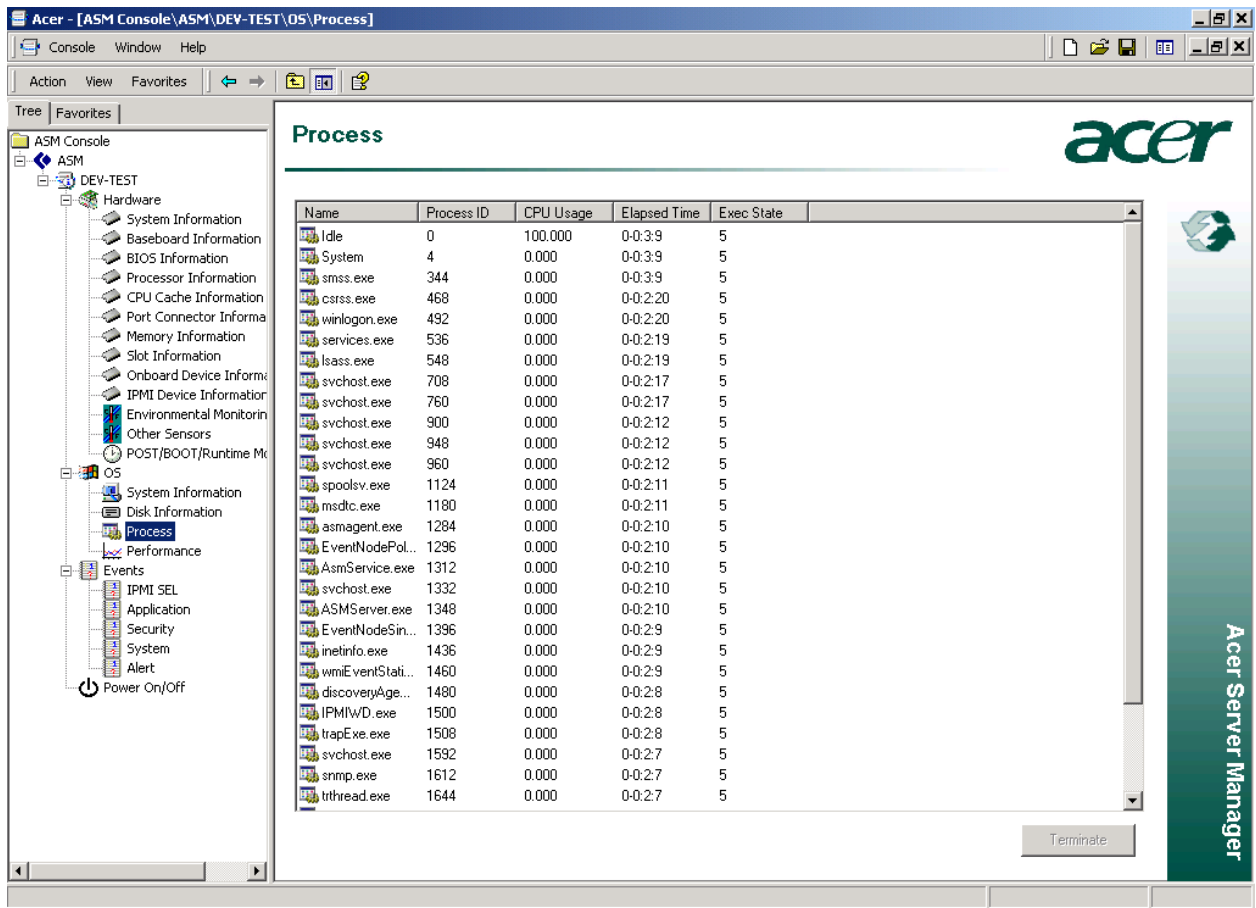 Acer - [ASM Console\ASM\DEV-TEST\OS\Process]
Console Window Help
Action View Favorites
Tree Favorites
ASM Console
ASM
DEV-TEST
Hardware
System Information
Baseboard Information
BIOS Information
Processor Information
CPU Cache Information
Port Connector Informa
Memory Information
Slot Information
Onboard Device Informa
IPMI Device Information
Environmental Monitorin
Other Sensors
POST/BOOT/Runtime Mo
OS
System Information
Disk Information
Process
Performance
Events
IPMI SEL
Application
Security
System
Alert
Power On/Off
Process
acer
Name Process ID CPU Usage Elapsed Time Exec State
Idle 0 100.000 0-0:3:9 5
System 4 0.000 0-0:3:9 5
smss.exe 344 0.000 0-0:3:9 5
csrss.exe 468 0.000 0-0:2:20 5
winlogon.exe 492 0.000 0-0:2:20 5
services.exe 536 0.000 0-0:2:19 5
lsass.exe 548 0.000 0-0:2:19 5
svchost.exe 708 0.000 0-0:2:17 5
svchost.exe 760 0.000 0-0:2:17 5
svchost.exe 900 0.000 0-0:2:12 5
svchost.exe 948 0.000 0-0:2:12 5
svchost.exe 960 0.000 0-0:2:12 5
spoolsv.exe 1124 0.000 0-0:2:11 5
msdtc.exe 1180 0.000 0-0:2:11 5
asmagent.exe 1284 0.000 0-0:2:10 5
EventNodePol... 1296 0.000 0-0:2:10 5
AsmService.exe 1312 0.000 0-0:2:10 5
svchost.exe 1332 0.000 0-0:2:10 5
ASMServer.exe 1348 0.000 0-0:2:10 5
EventNodeSin... 1396 0.000 0-0:2:9 5
inetinfo.exe 1436 0.000 0-0:2:9 5
wmiEventStati... 1460 0.000 0-0:2:9 5
discoveryAge... 1480 0.000 0-0:2:8 5
IPMIWD.exe 1500 0.000 0-0:2:8 5
trapExe.exe 1508 0.000 0-0:2:8 5
svchost.exe 1592 0.000 0-0:2:7 5
snmp.exe 1612 0.000 0-0:2:7 5
trthread.exe 1644 0.000 0-0:2:7 5
Terminate
Acer Server Manager